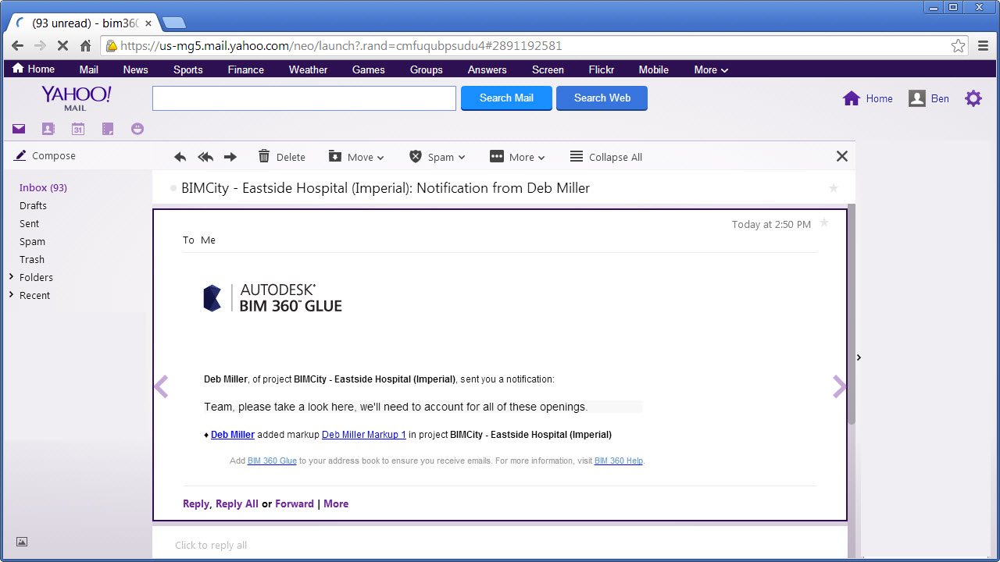 (93 unread) - bim360
https://us-mg5.mail.yahoo.com/neo/launch?.rand=cmfuqubpsudu4#2891192581
Home Mail News Sports Finance Weather Games Groups Answers Screen Flickr Mobile More
YAHOO!
MAIL
Search Mail Search Web
Home Ben
31
Compose
Delete Move Spam More Collapse All
Inbox (93)
Drafts
Sent
Spam
Trash
Folders
Recent
BIMCity - Eastside Hospital (Imperial): Notification from Deb Miller
Today at 2:50 PM
To Me
AUTODESK®
BIM 360™ GLUE
Deb Miller, of project BIMCity - Eastside Hospital (Imperial), sent you a notification:
Team, please take a look here, we'll need to account for all of these openings.
♦ Deb Miller added markup Deb Miller Markup 1 in project BIMCity - Eastside Hospital (Imperial)
Add BIM 360 Glue to your address book to ensure you receive emails. For more information, visit BIM 360 Help.
Reply, Reply All or Forward | More
Click to reply all